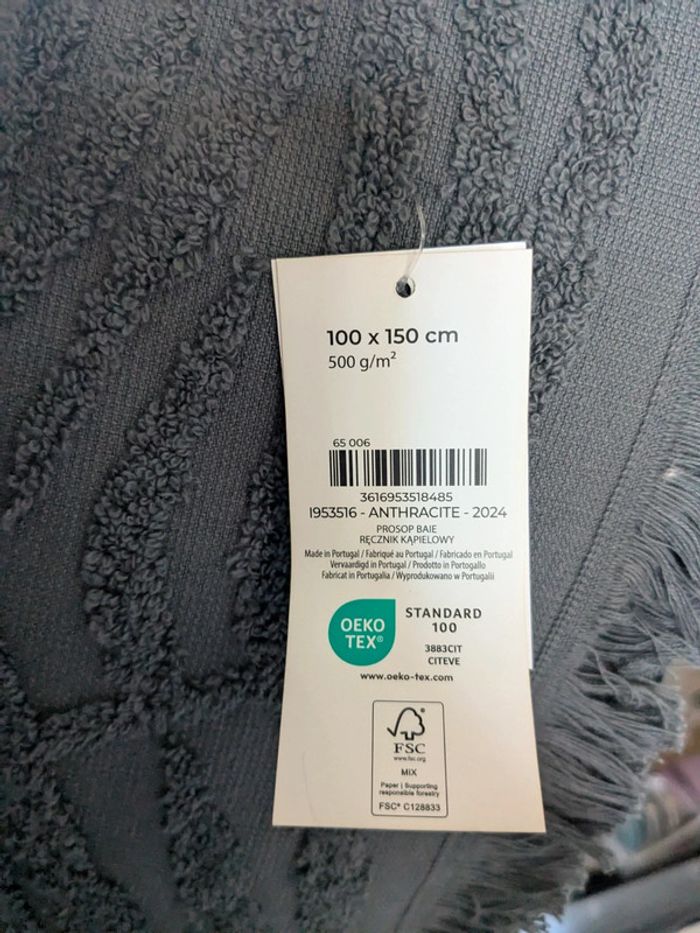 100 x 150 cm
500 g/m²
65 006
3616953518485
I953516 - ANTHRACITE - 2024
PROSOP BAIE
RĘCZNIK KĄPIELOWY
Made in Portugal / Fabriqué au Portugal / Fabricado en Portugal
Vervaardigd in Portugal / Prodotto in Portogallo
Fabricat in Portugalia / Wyprodukowano w Portugalii
OEKO
TEX®
STANDARD
100
3883CIT
CITEVE
www.oeko-tex.com
FSC
www.fsc.org
MIX
Paper | Supporting
responsible forestry
FSC® C128833